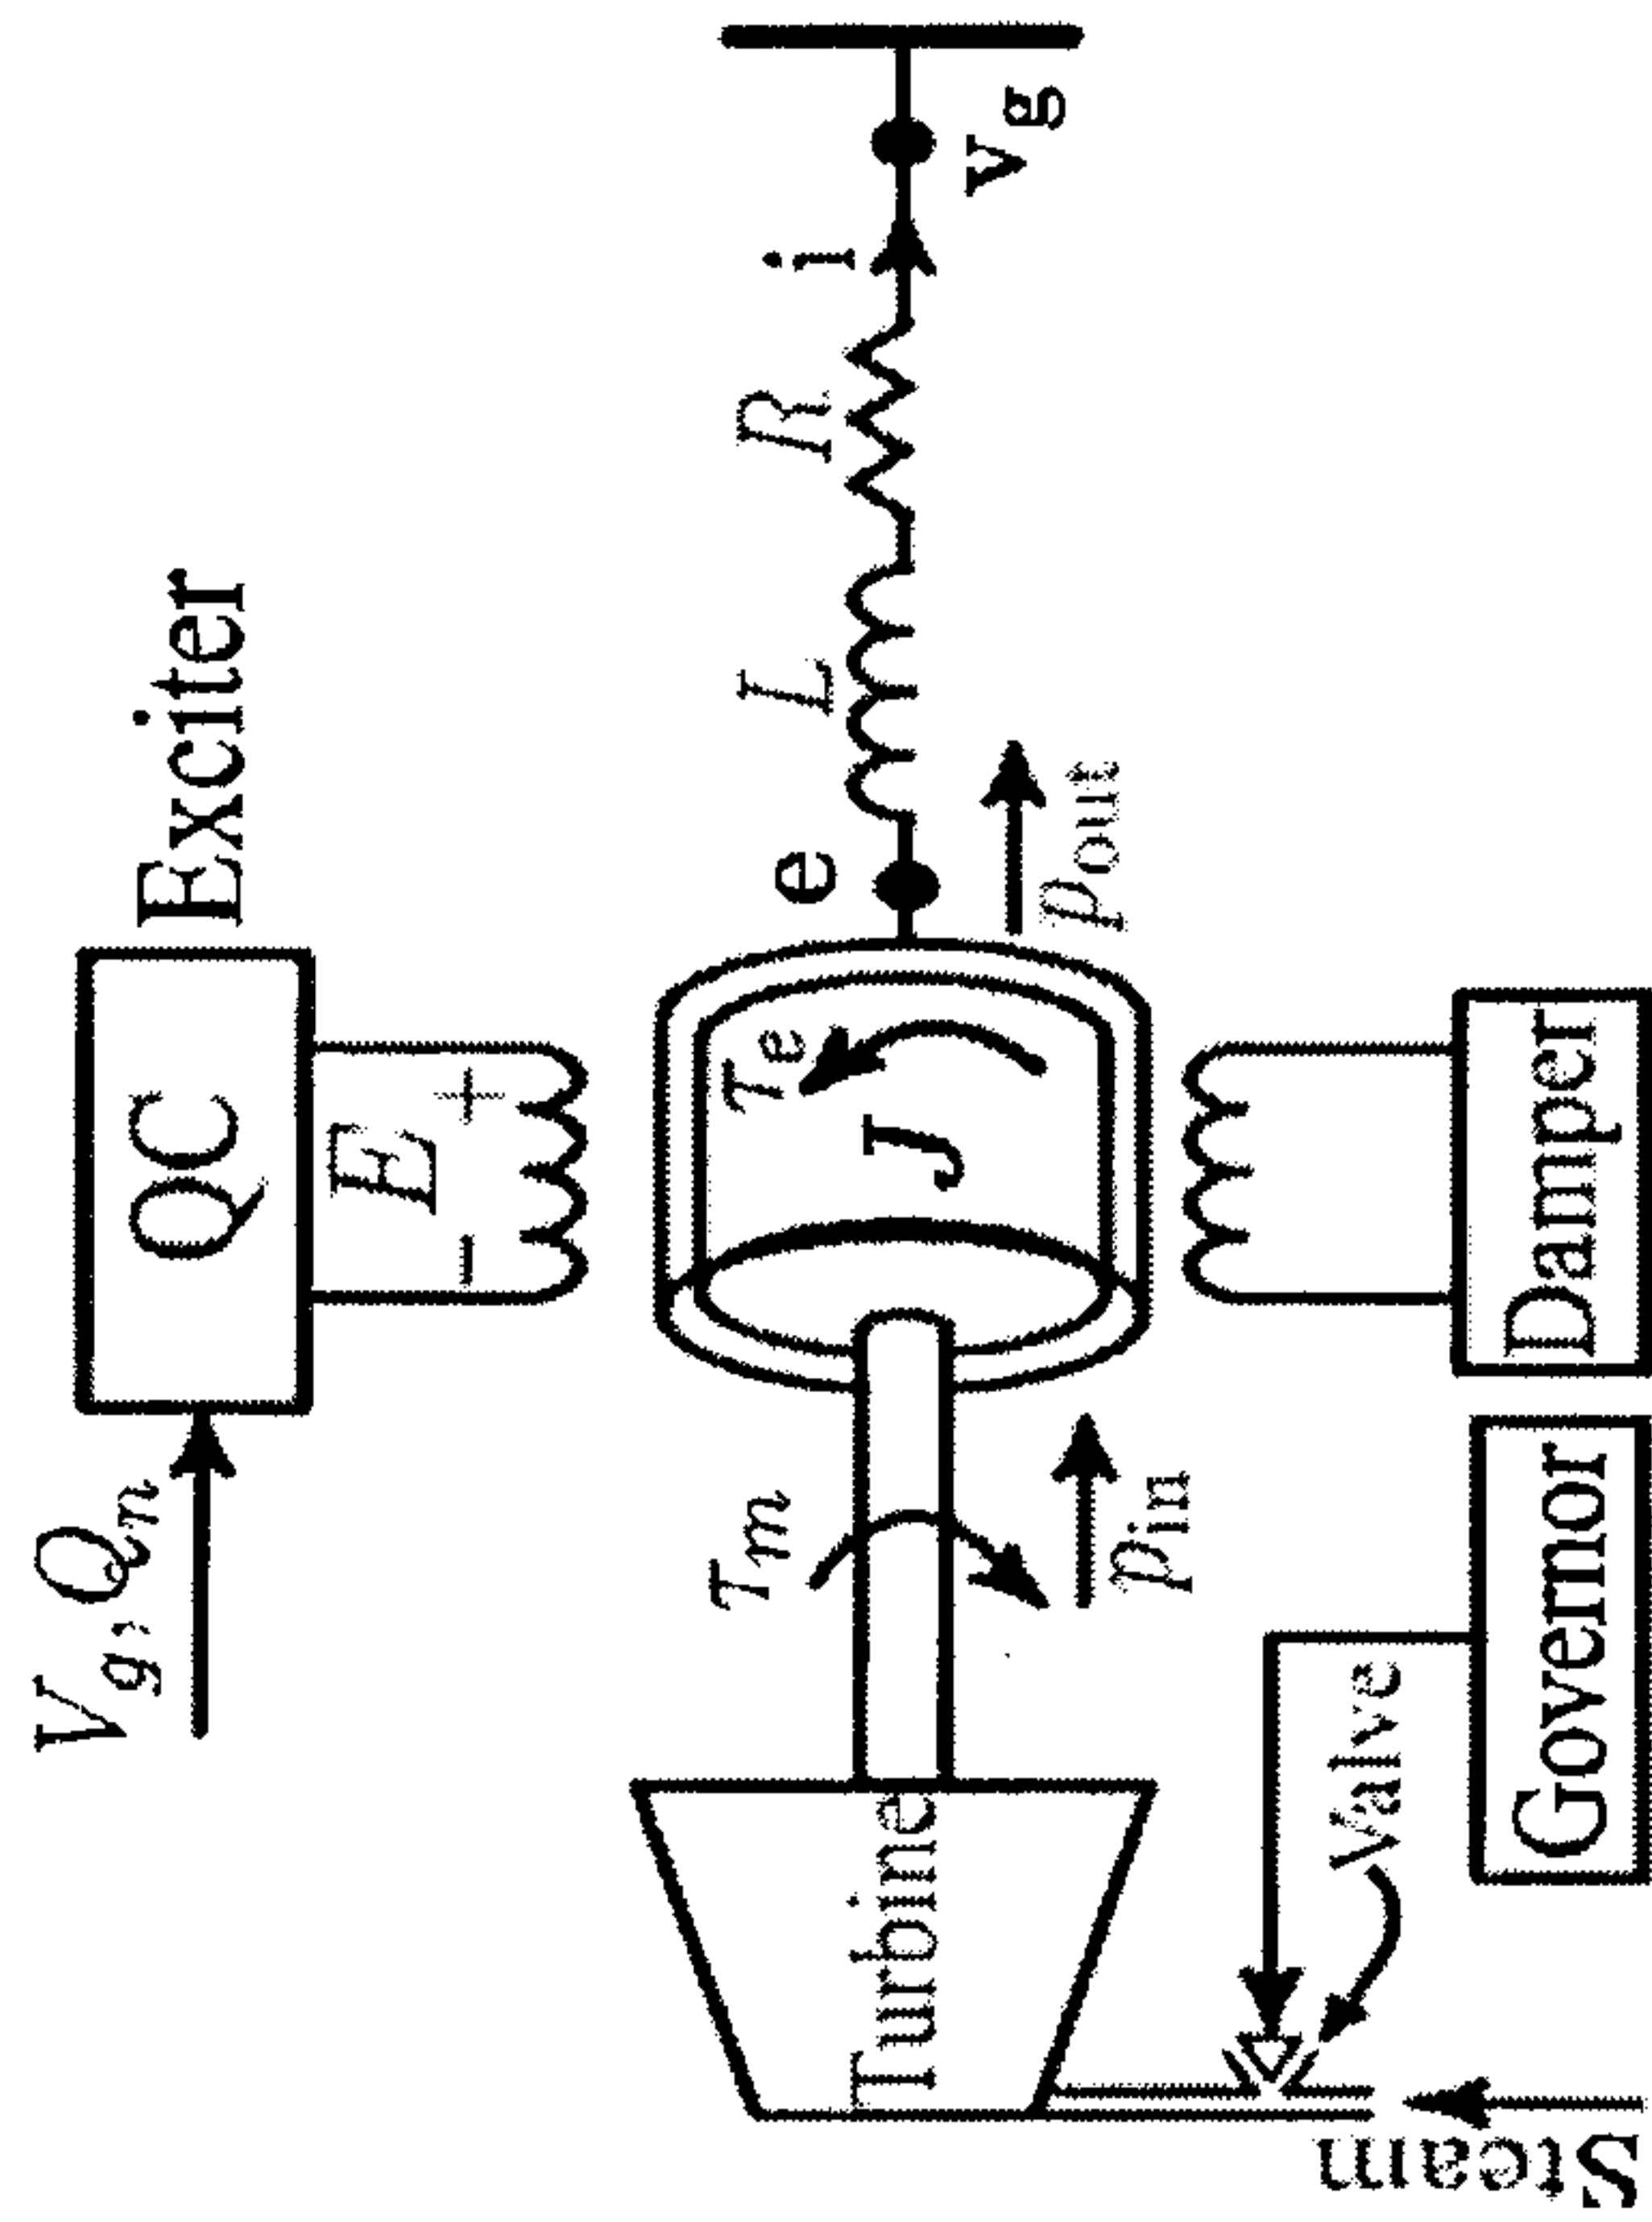 Exciter
V_g, Q_n
QC
- E +
T_m
T_e
J
e
L
R
i
v_g
p_in
p_out
Turbine
Valve
Steam
Governor
Damper